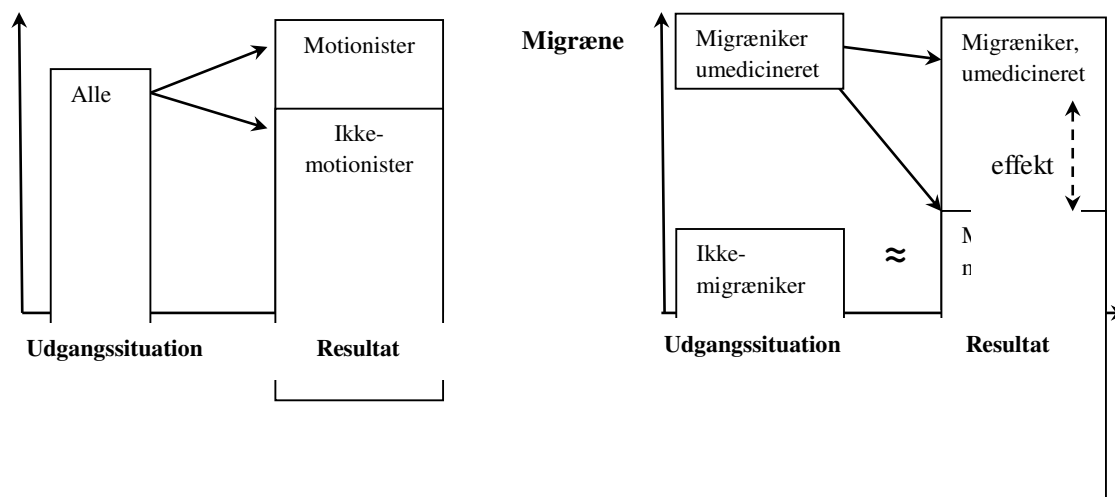 Motionister
Alle
Ikke-
motionister
Udgangssituation
Resultat
Migræne
Migræniker
umedicineret
Migræniker,
umedicineret
effekt
Ikke-
migræniker
≈
Udgangssituation
Resultat